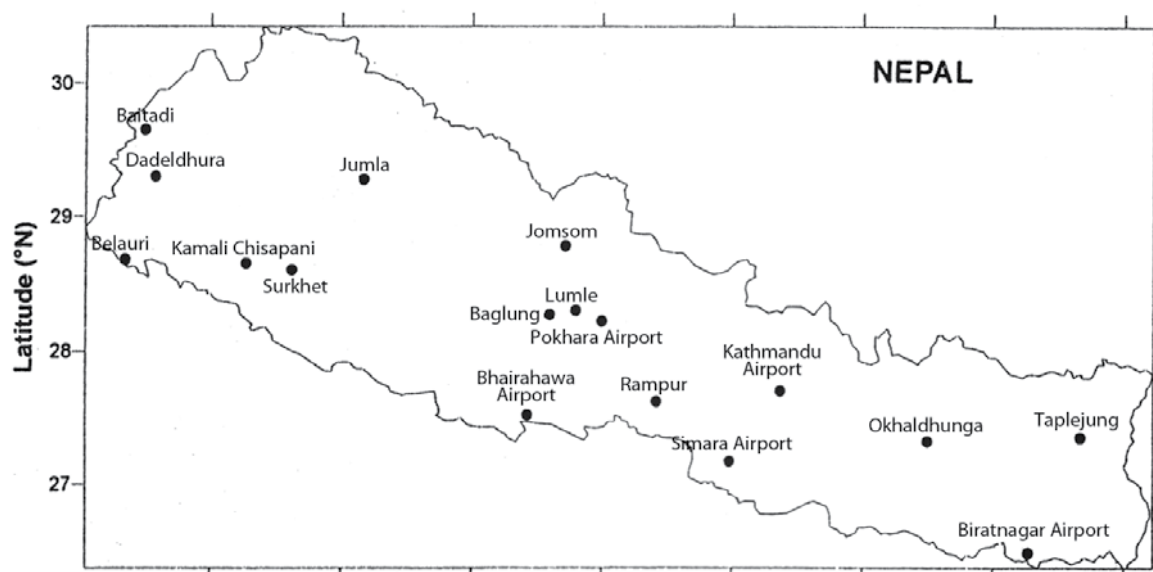 NEPAL
30
Baitadi
Dadeldhura
Jumla
29
Latitude (°N)
Belauri
Kamali Chisapani
Surkhet
Jomsom
Lumle
Baglung
Pokhara Airport
28
Kathmandu
Airport
Bhairahawa
Airport
Rampur
Okhaldhunga
Taplejung
Simara Airport
27
Biratnagar Airport